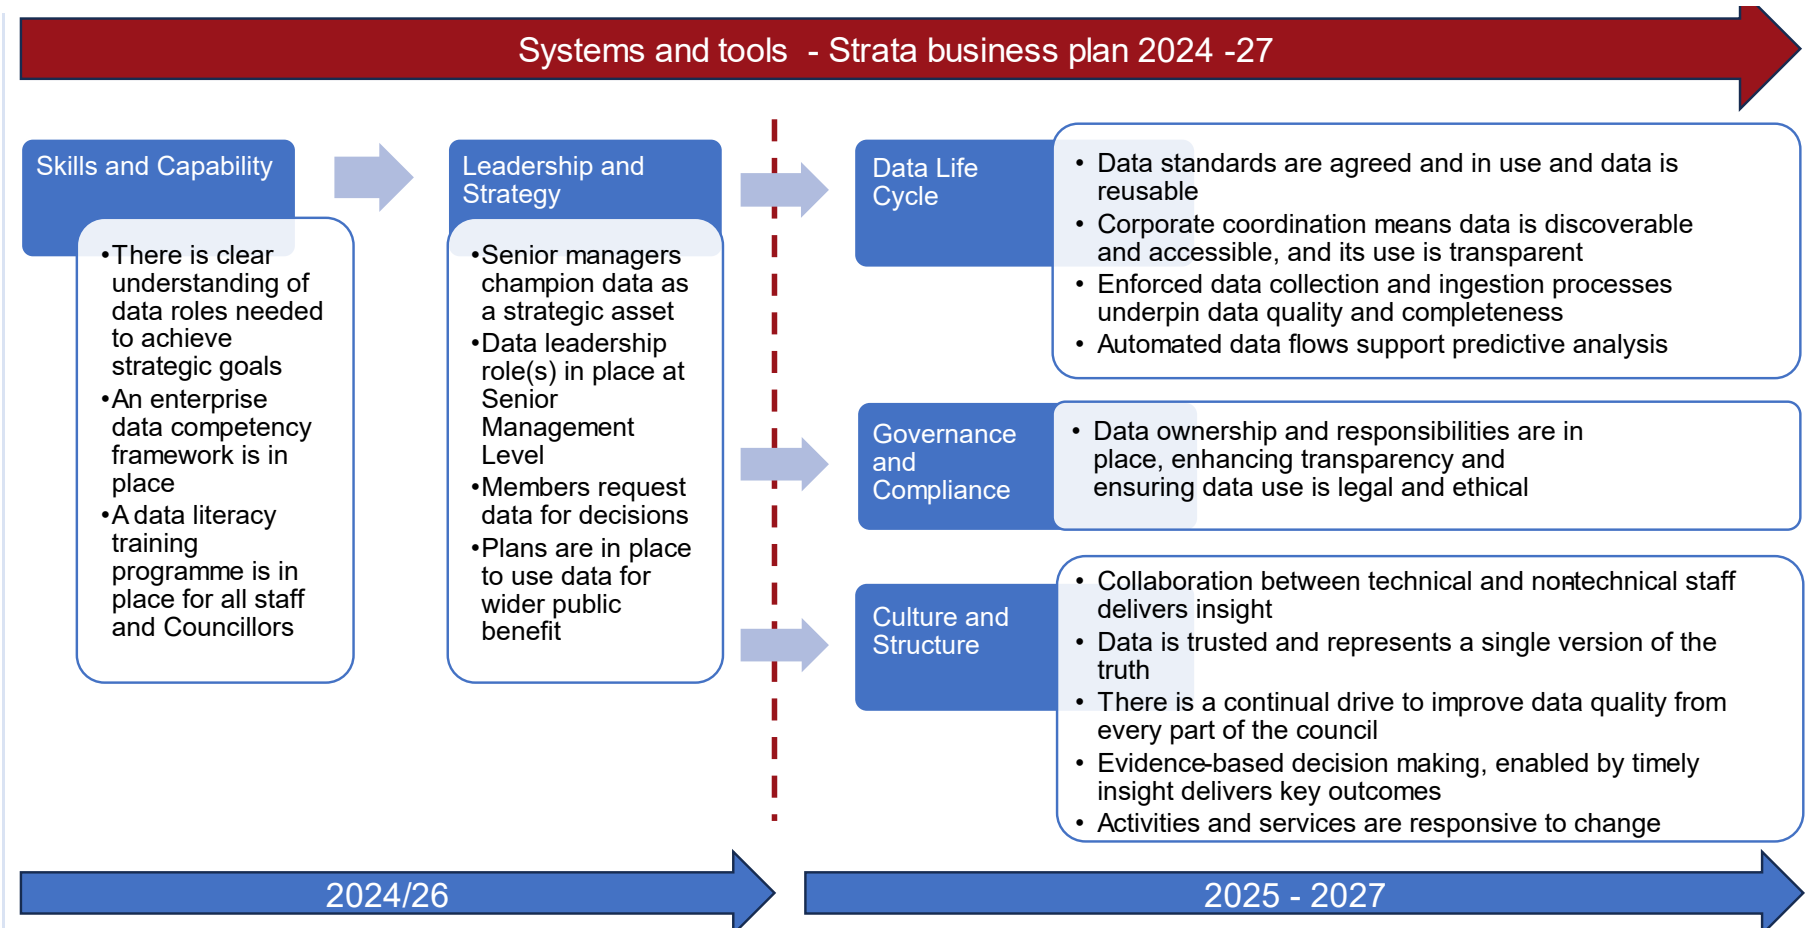 Systems and tools - Strata business plan 2024 -27
Skills and Capability
•There is clear
understanding of
data roles needed
to achieve
strategic goals
•An enterprise
data competency
framework is in
place
•A data literacy
training
programme is in
place for all staff
and Councillors
Leadership and
Strategy
•Senior managers
champion data as
a strategic asset
•Data leadership
role(s) in place at
Senior
Management
Level
•Members request
data for decisions
•Plans are in place
to use data for
wider public
benefit
Data Life
Cycle
• Data standards are agreed and in use and data is
reusable
• Corporate coordination means data is discoverable
and accessible, and its use is transparent
• Enforced data collection and ingestion processes
underpin data quality and completeness
• Automated data flows support predictive analysis
Governance
and
Compliance
• Data ownership and responsibilities are in
place, enhancing transparency and
ensuring data use is legal and ethical
Culture and
Structure
• Collaboration between technical and non-technical staff
delivers insight
• Data is trusted and represents a single version of the
truth
• There is a continual drive to improve data quality from
every part of the council
• Evidence-based decision making, enabled by timely
insight delivers key outcomes
• Activities and services are responsive to change
2024/26
2025 - 2027